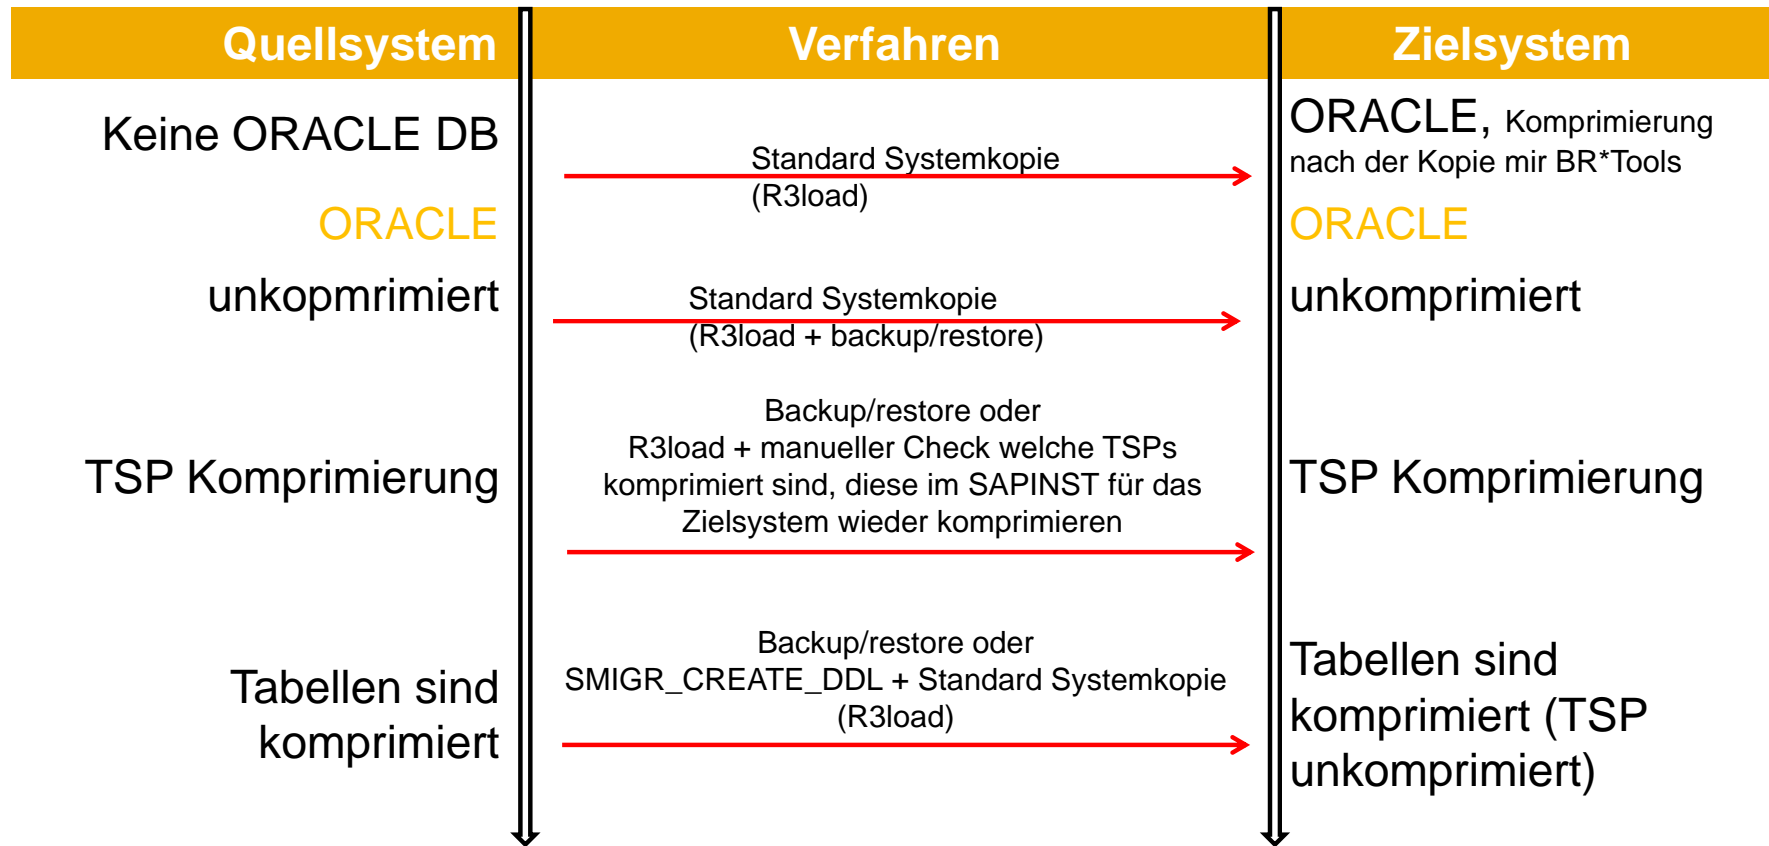 Quellsystem
Verfahren
Zielsystem
Keine ORACLE DB
Standard Systemkopie
(R3load)
ORACLE, Komprimierung
nach der Kopie mir BR*Tools
ORACLE
ORACLE
unkopmrimiert
Standard Systemkopie
(R3load + backup/restore)
unkomprimiert
TSP Komprimierung
Backup/restore oder
R3load + manueller Check welche TSPs
komprimiert sind, diese im SAPINST für das
Zielsystem wieder komprimieren
TSP Komprimierung
Tabellen sind
komprimiert
Backup/restore oder
SMIGR_CREATE_DDL + Standard Systemkopie
(R3load)
Tabellen sind
komprimiert (TSP
unkomprimiert)